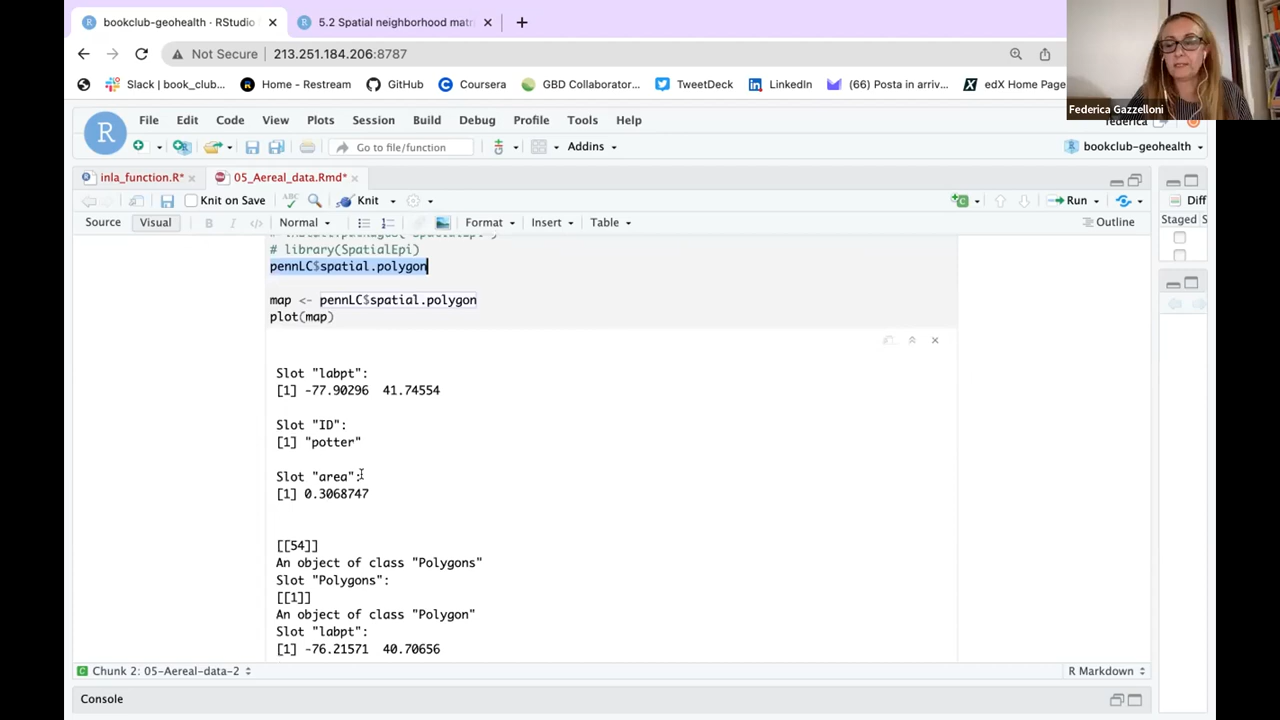 bookclub-geohealth · RStudio
5.2 Spatial neighborhood matr
Not Secure
213.251.184.206:8787
Slack | book_club...
Home - Restream
GitHub
Coursera
GBD Collaborator...
TweetDeck
LinkedIn
(66) Posta in arriv...
edX Home Page
Federica Gazzelloni
federica
File Edit Code View Plots Session Build Debug Profile Tools Help
Go to file/function
Addins
bookclub-geohealth
inla_function.R*
05_Aereal_data.Rmd*
Knit on Save
Knit
Run
Diff
Source
Visual
Normal
Format
Insert
Table
Outline
Staged
S
# install.packages("SpatialEpi")
# library(SpatialEpi)
pennLC$spatial.polygon
map <- pennLC$spatial.polygon
plot(map)
Slot "labpt":
[1] -77.90296 41.74554
Slot "ID":
[1] "potter"
Slot "area":
[1] 0.3068747
[[54]]
An object of class "Polygons"
Slot "Polygons":
[[1]]
An object of class "Polygon"
Slot "labpt":
[1] -76.21571 40.70656
Chunk 2: 05-Aereal-data-2
R Markdown
Console